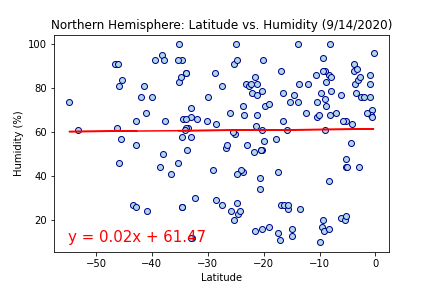 Northern Hemisphere: Latitude vs. Humidity (9/14/2020)
100
80
60
40
20
Humidity (%)
y = 0.02x + 61.47
−50
−40
−30
−20
−10
0
Latitude